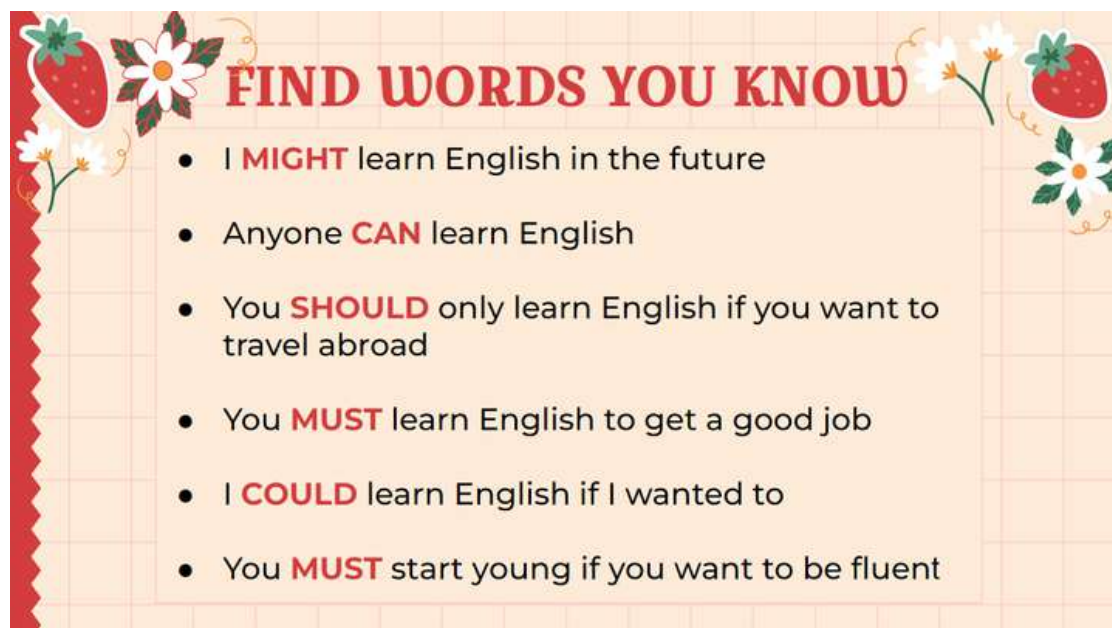 FIND WORDS YOU KNOW
● I MIGHT learn English in the future
● Anyone CAN learn English
● You SHOULD only learn English if you want to
travel abroad
● You MUST learn English to get a good job
● I COULD learn English if I wanted to
● You MUST start young if you want to be fluent